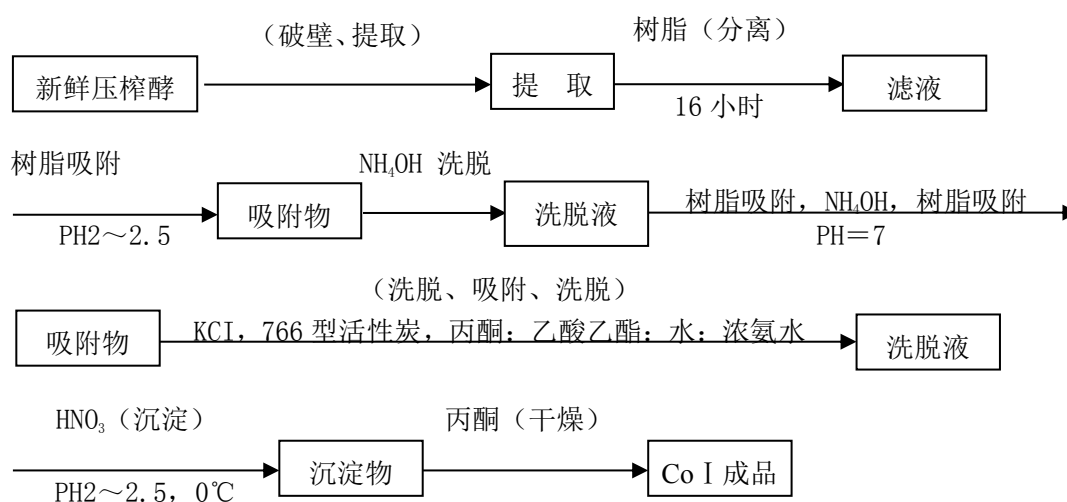 (破壁、提取)
树脂(分离)
新鲜压榨酵
提 取
滤液
16 小时
树脂吸附
NH₄OH 洗脱
吸附物
洗脱液
树脂吸附，NH₄OH，树脂吸附
PH2～2.5
PH＝7
(洗脱、吸附、洗脱)
吸附物
KCI，766 型活性炭，丙酮：乙酸乙酯：水：浓氨水
洗脱液
HNO₃(沉淀)
丙酮(干燥)
沉淀物
CoⅠ成品
PH2～2.5，0℃